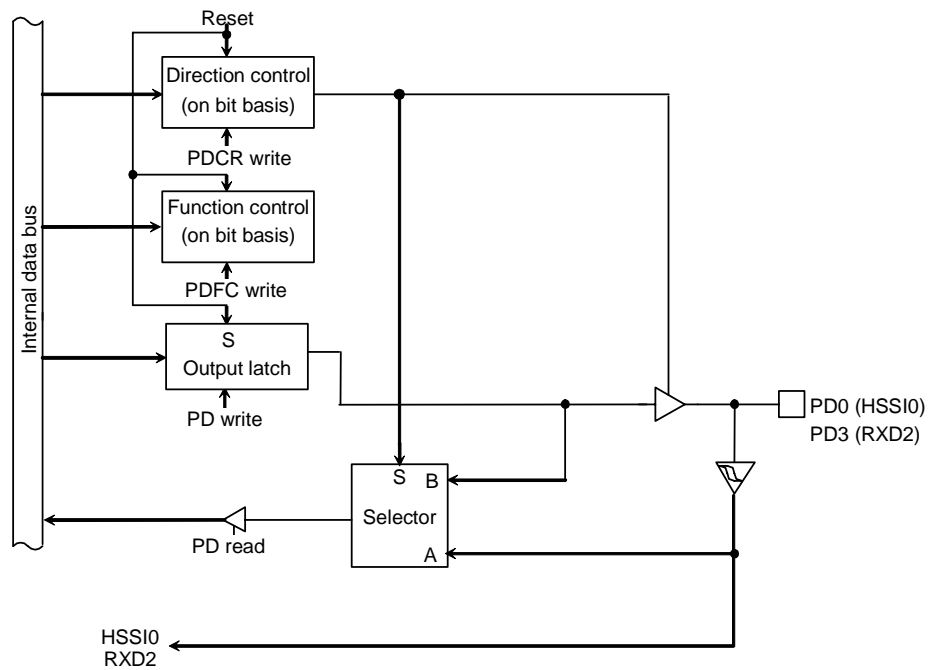 Reset
Direction control
(on bit basis)
PDCR write
Function control
(on bit basis)
PDFC write
Internal data bus
S
Output latch
PD write
PD0 (HSSI0)
PD3 (RXD2)
S
B
Selector
A
PD read
HSSI0
RXD2